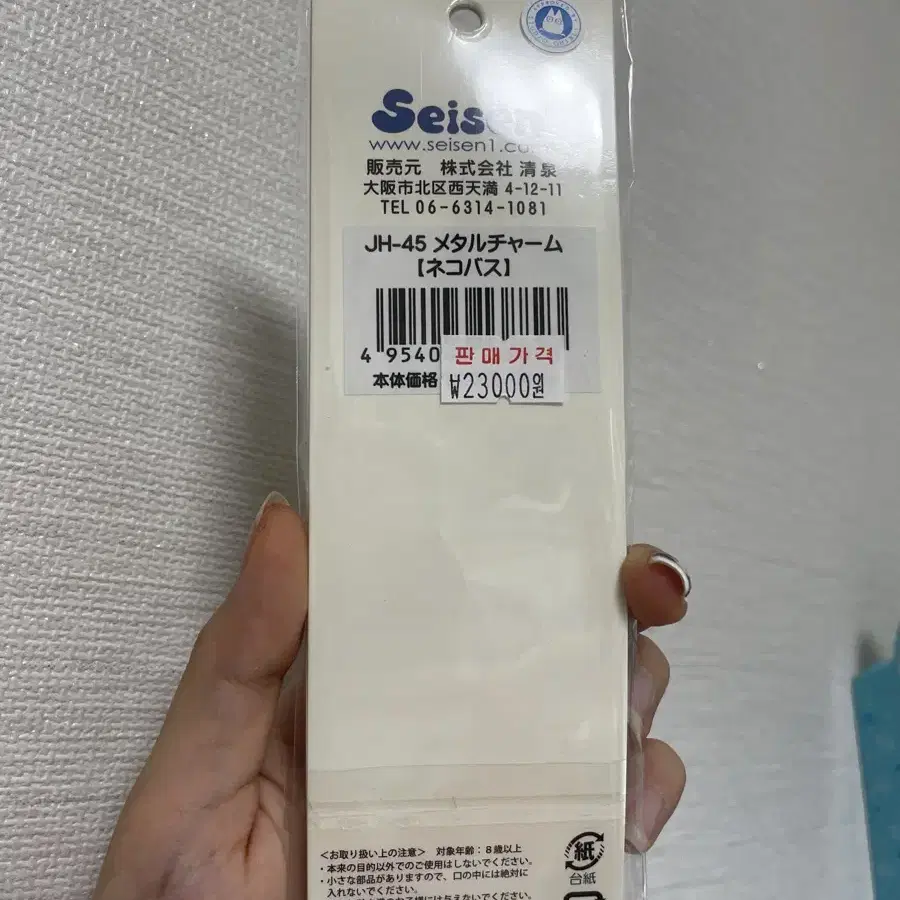 Seisen
www.seisen1.co
販売元 株式会社 清泉
大阪市北区西天満 4-12-11
TEL 06-6314-1081
JH-45 メタルチャーム
【ネコバス】
4 9540
판매가격
本体価格
₩23000원
＜お取り扱い上の注意＞ 対象年齢：8歳以上
・本来の目的以外でのご使用はしないでください。
・小さな部品がありますので、口の中には絶対に
入れないでください。
紙
台紙